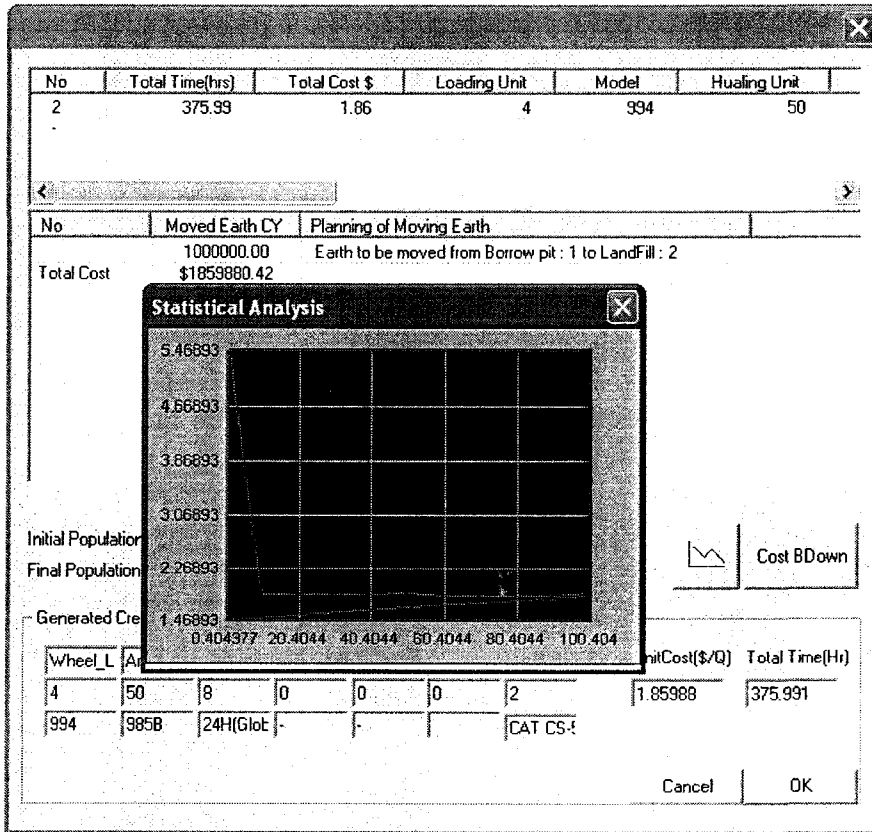 No Total Time(hrs) Total Cost $ Loading Unit Model Hualing Unit
2 375.99 1.86 4 994 50
No Moved Earth CY Planning of Moving Earth
1000000.00 Earth to be moved from Borrow pit : 1 to LandFill : 2
Total Cost $1859880.42
Statistical Analysis
5.46893
4.66893
3.86893
3.06893
2.26893
1.46893
0.404377 20.4044 40.4044 60.4044 80.4044 100.404
Initial Population
Final Population
Cost BDown
Generated Cre
Wheel_L Ar nitCost($/Q) Total Time(Hr)
4 50 8 0 0 0 2 1.85988 375.991
994 985B 24H(Glob - - CAT CS-
Cancel OK